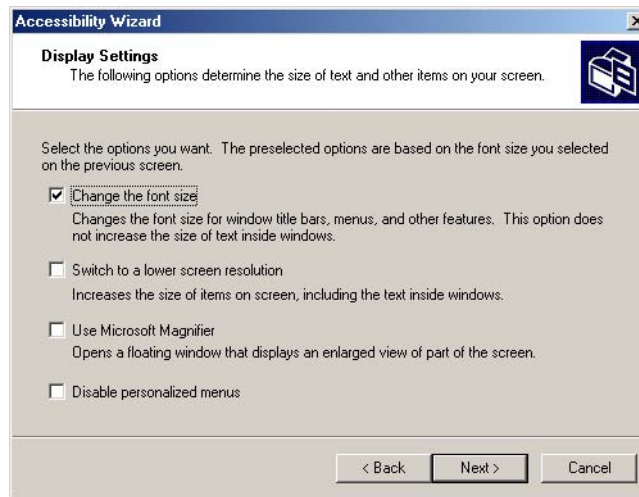 Accessibility Wizard
Display Settings
The following options determine the size of text and other items on your screen.
Select the options you want. The preselected options are based on the font size you selected
on the previous screen.
Change the font size
Changes the font size for window title bars, menus, and other features. This option does
not increase the size of text inside windows.
Switch to a lower screen resolution
Increases the size of items on screen, including the text inside windows.
Use Microsoft Magnifier
Opens a floating window that displays an enlarged view of part of the screen.
Disable personalized menus
< Back Next > Cancel